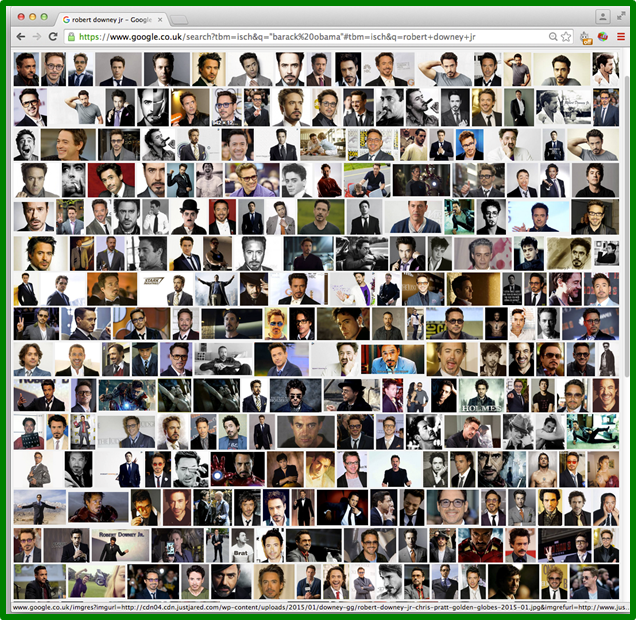 robert downey jr - Google
https://www.google.co.uk/search?tbm=isch&q="barack%20obama"#tbm=isch&q=robert+downey+jr
STARK
HOLMES
ROBERT DOWNEY JR
Brat
www.google.co.uk/imgres?imgurl=http://cdn04.cdn.justjared.com/wp-content/uploads/2015/01/downey-gg/robert-downey-jr-chris-pratt-golden-globes-2015-01.jpg&imgrefurl=http://www.jus...